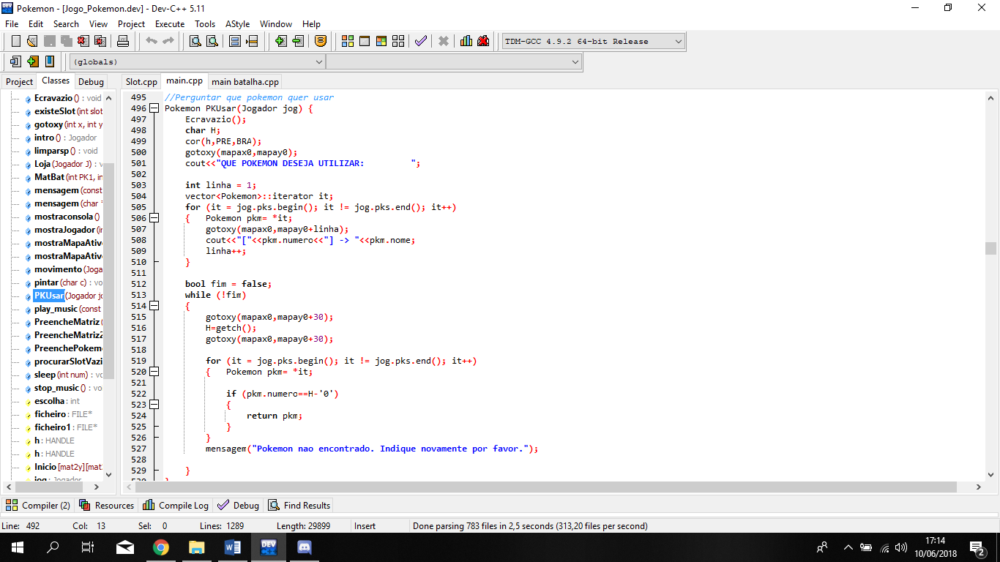 Pokemon - [Jogo_Pokemon.dev] - Dev-C++ 5.11
File Edit Search View Project Execute Tools AStyle Window Help
TDM-GCC 4.9.2 64-bit Release
(globals)
Project Classes Debug
Slot.cpp main.cpp main batalha.cpp
Ecravazio () : void
existeSlot (int slot
gotoxy (int x, int y
intro () : Jogador
limparsp () : void
Loja (Jogador J) : v
MatBat (int PK1, in
mensagem (const
mensagem (char *
mostraconsola ()
mostraJogador (in
mostraMapaAtiv
mostraMapaAtiv
movimento (Joga
pintar (char c) : vo
PKUsar (Jogador jo
play_music (const
PreencheMatriz (
PreencheMatriz2
PreenchePokem
procurarSlotVazi
sleep (int num) : vo
stop_music () : vo
escolha : int
ficheiro : FILE*
ficheiro1 : FILE*
h : HANDLE
h : HANDLE
Inicio [mat2y][mat
jog : Jogador
495 //Perguntar que pokemon quer usar
496 Pokemon PKUsar(Jogador jog) {
497 Ecravazio();
498 char H;
499 cor(h,PRE,BRA);
500 gotoxy(mapax0,mapay0);
501 cout<<"QUE POKEMON DESEJA UTILIZAR:         ";
502
503 int linha = 1;
504 vector<Pokemon>::iterator it;
505 for (it = jog.pks.begin(); it != jog.pks.end(); it++)
506 {   Pokemon pkm= *it;
507 gotoxy(mapax0,mapay0+linha);
508 cout<<"["<<pkm.numero<<"] -> "<<pkm.nome;
509 linha++;
510 }
511
512 bool fim = false;
513 while (!fim)
514 {
515 gotoxy(mapax0,mapay0+30);
516 H=getch();
517 gotoxy(mapax0,mapay0+30);
518
519 for (it = jog.pks.begin(); it != jog.pks.end(); it++)
520 {   Pokemon pkm= *it;
521
522 if (pkm.numero==H-'0')
523 {
524 return pkm;
525 }
526 }
527 mensagem("Pokemon nao encontrado. Indique novamente por favor.");
528
529 }
530 }
Compiler (2) Resources Compile Log Debug Find Results
Line: 492 Col: 13 Sel: 0 Lines: 1289 Length: 29899 Insert Done parsing 783 files in 2,5 seconds (313,20 files per second)
17:14
10/06/2018
2